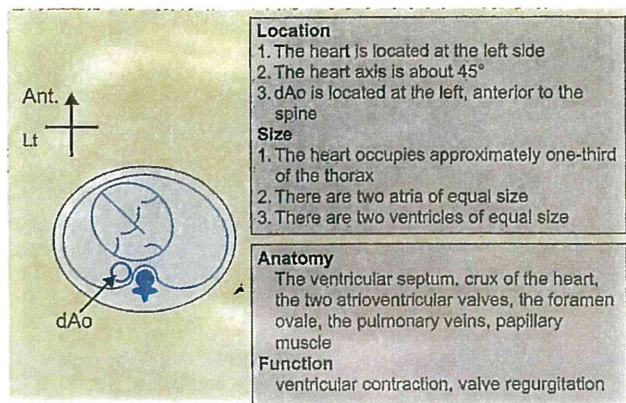 Ant.
Lt
dAo
Location
1. The heart is located at the left side
2. The heart axis is about 45°
3. dAo is located at the left, anterior to the
spine
Size
1. The heart occupies approximately one-third
of the thorax
2. There are two atria of equal size
3. There are two ventricles of equal size
Anatomy
The ventricular septum, crux of the heart,
the two atrioventricular valves, the foramen
ovale, the pulmonary veins, papillary
muscle
Function
ventricular contraction, valve regurgitation